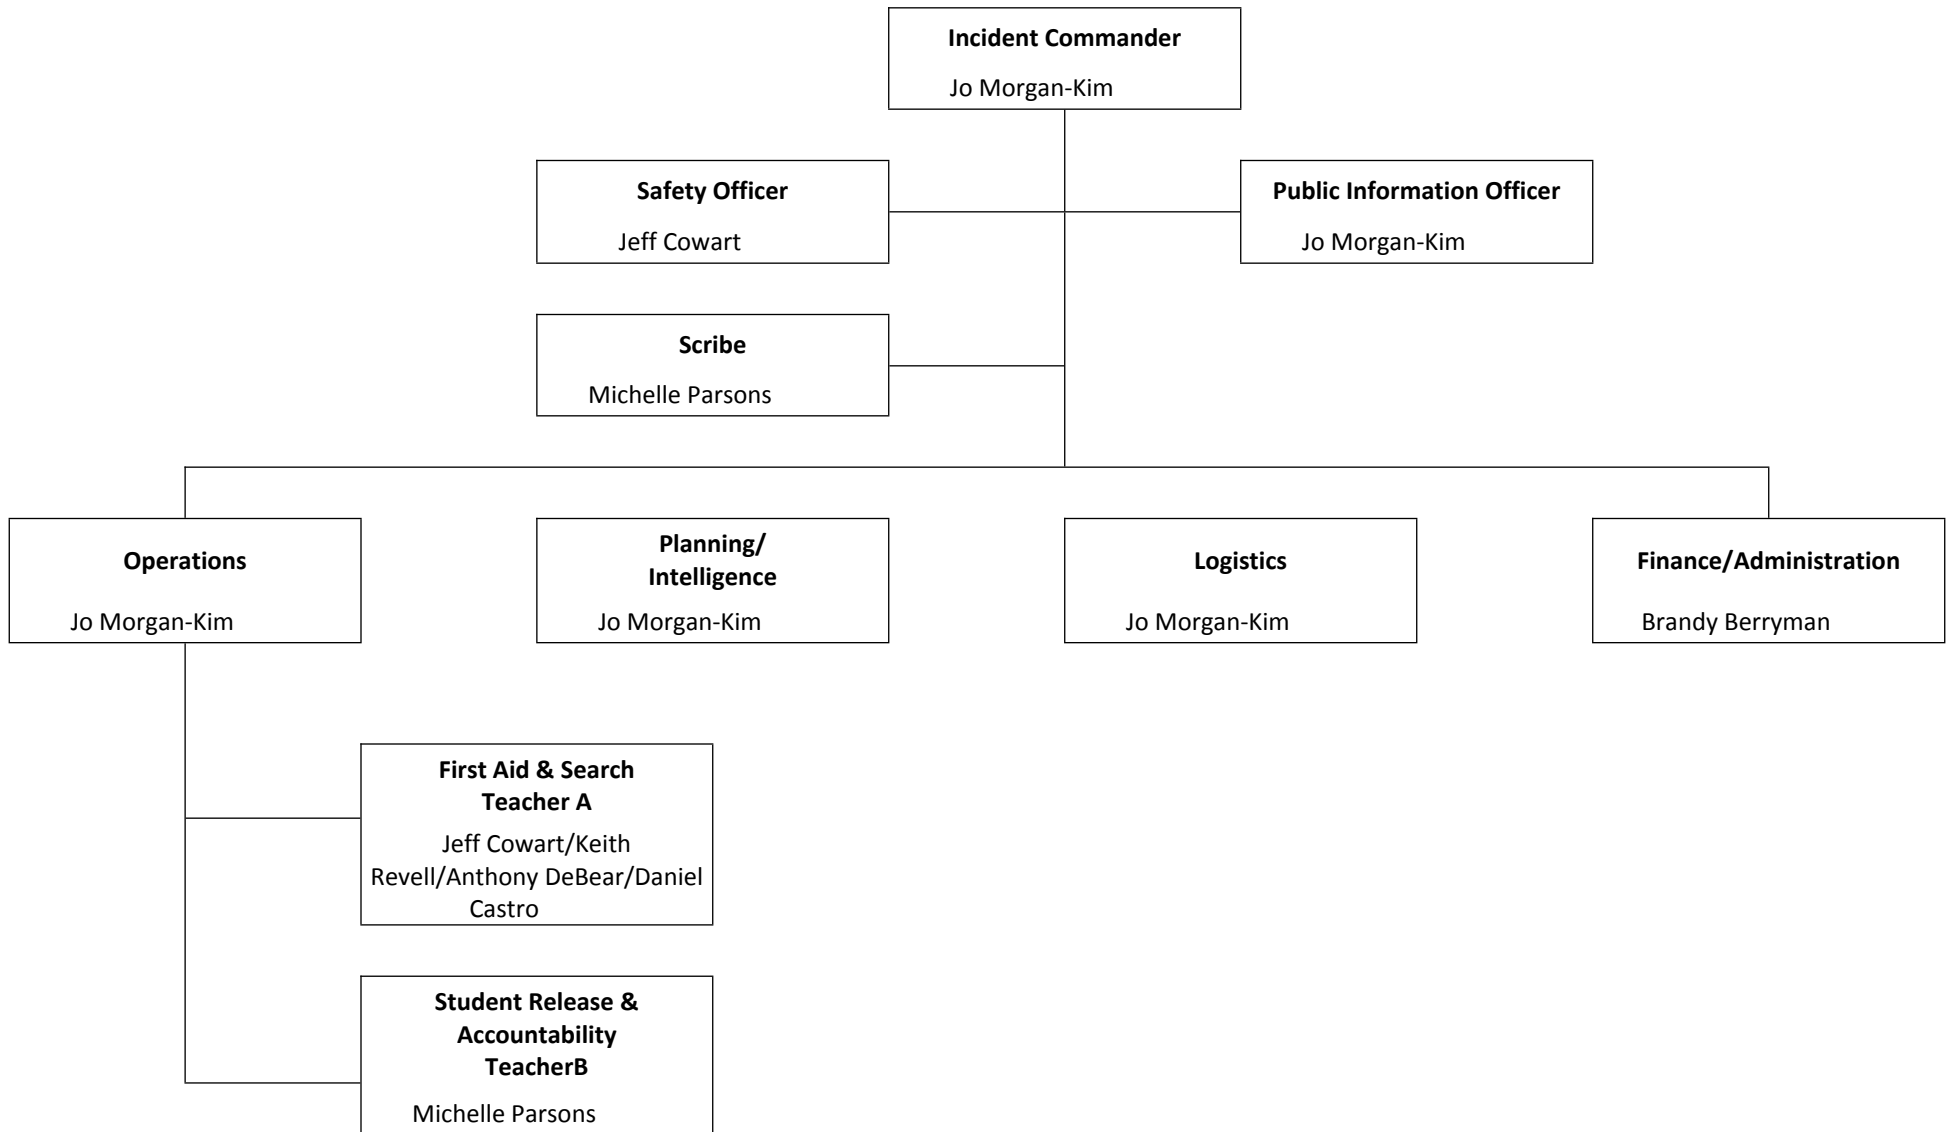 Incident Commander
Jo Morgan-Kim
Safety Officer
Jeff Cowart
Public Information Officer
Jo Morgan-Kim
Scribe
Michelle Parsons
Operations
Jo Morgan-Kim
Planning/
Intelligence
Jo Morgan-Kim
Logistics
Jo Morgan-Kim
Finance/Administration
Brandy Berryman
First Aid & Search
Teacher A
Jeff Cowart/Keith
Revell/Anthony DeBear/Daniel
Castro
Student Release &
Accountability
TeacherB
Michelle Parsons